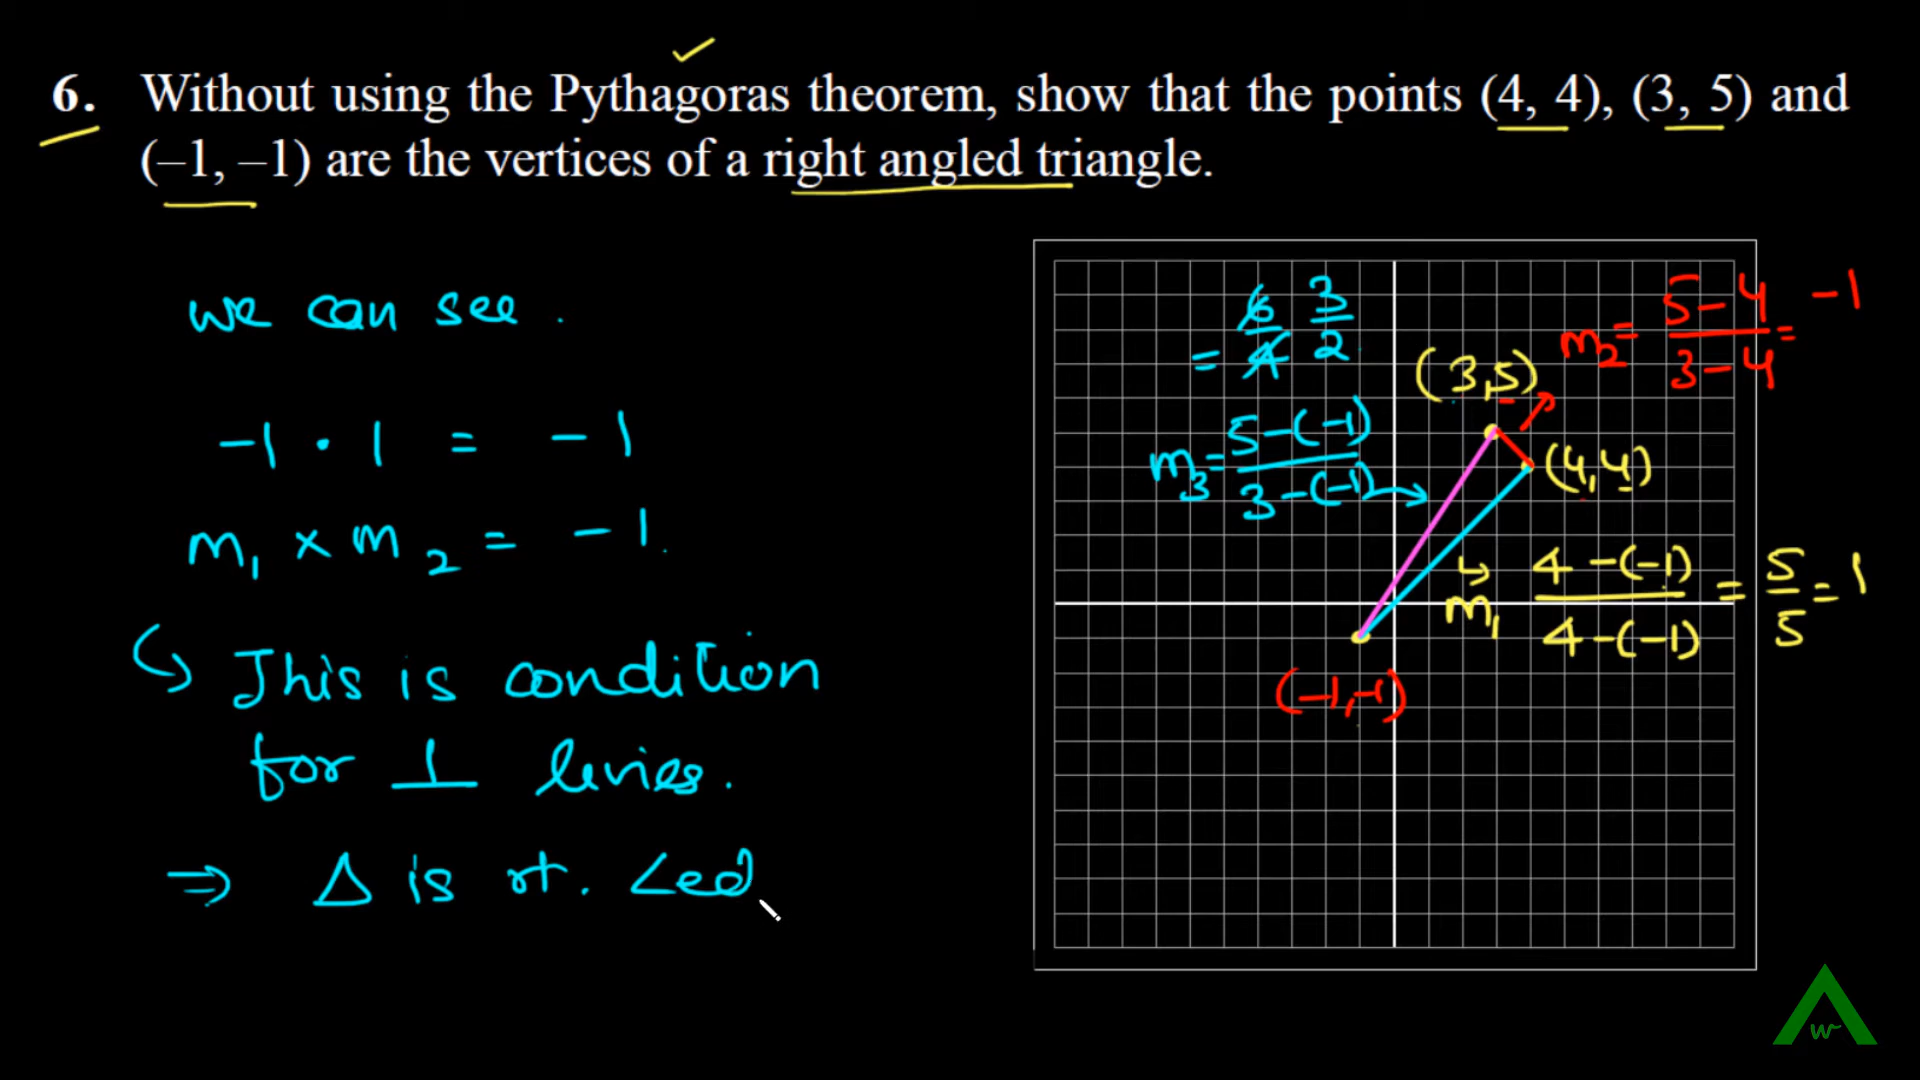 6. Without using the Pythagoras theorem, show that the points (4, 4), (3, 5) and
(–1, –1) are the vertices of a right angled triangle.
we can see.
-1 · 1 = -1
m₁ × m₂ = -1.
↳ This is condition
for ⊥ lines.
⇒ Δ is rt. ∠ed
= 6/4 3/2
m₃ = 5-(-1)/3-(-1)
(3,5)
m₂ = 5-4/3-4 = -1
(4,4)
m₁ 4-(-1)/4-(-1) = 5/5 = 1
(-1,-1)
w